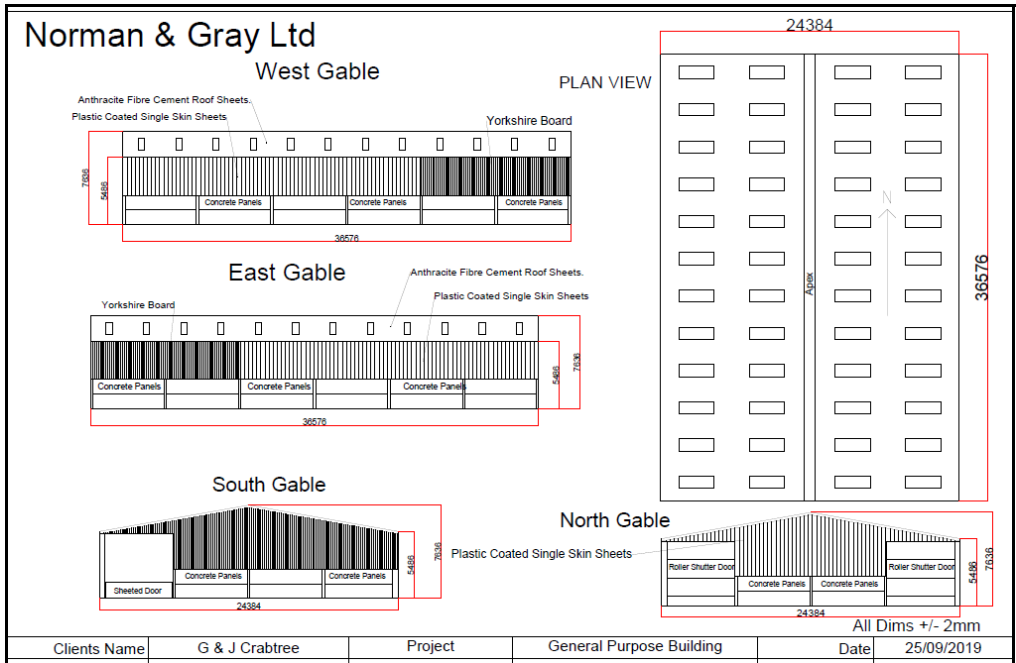 Norman & Gray Ltd
West Gable
Anthracite Fibre Cement Roof Sheets.
Plastic Coated Single Skin Sheets
Yorkshire Board
7636
5486
Concrete Panels
Concrete Panels
Concrete Panels
36576
East Gable
Anthracite Fibre Cement Roof Sheets.
Plastic Coated Single Skin Sheets
Yorkshire Board
Concrete Panels
Concrete Panels
Concrete Panels
5486
7636
36576
South Gable
Concrete Panels
Concrete Panels
Sheeted Door
5486
7636
24384
PLAN VIEW
24384
N
Apex
36576
North Gable
Plastic Coated Single Skin Sheets
Roller Shutter Door
Roller Shutter Door
Concrete Panels
Concrete Panels
5486
7636
24384
All Dims +/- 2mm
Clients Name G & J Crabtree Project General Purpose Building Date 25/09/2019